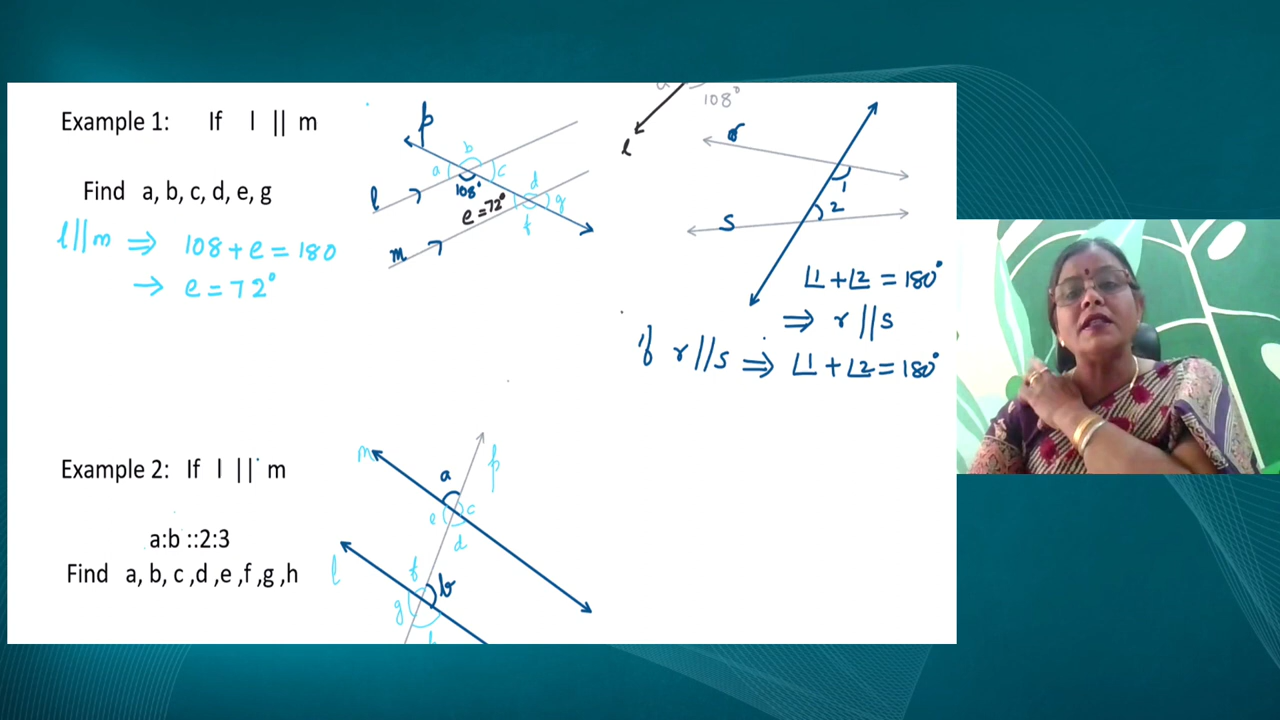 Example 1: If l || m
Find a, b, c, d, e, g
l||m ⇒ 108 + e = 180
→ e = 72°
p
b
a
c
108°
d
l
e = 72°
g
f
m
108°
l
r
1
2
s
∠1 + ∠2 = 180°
⇒ r || s
if r || s ⇒ ∠1 + ∠2 = 180°
Example 2: If l || m
a:b ::2:3
Find a, b, c ,d ,e ,f ,g ,h
m
a
p
e
c
d
l
f
b
g